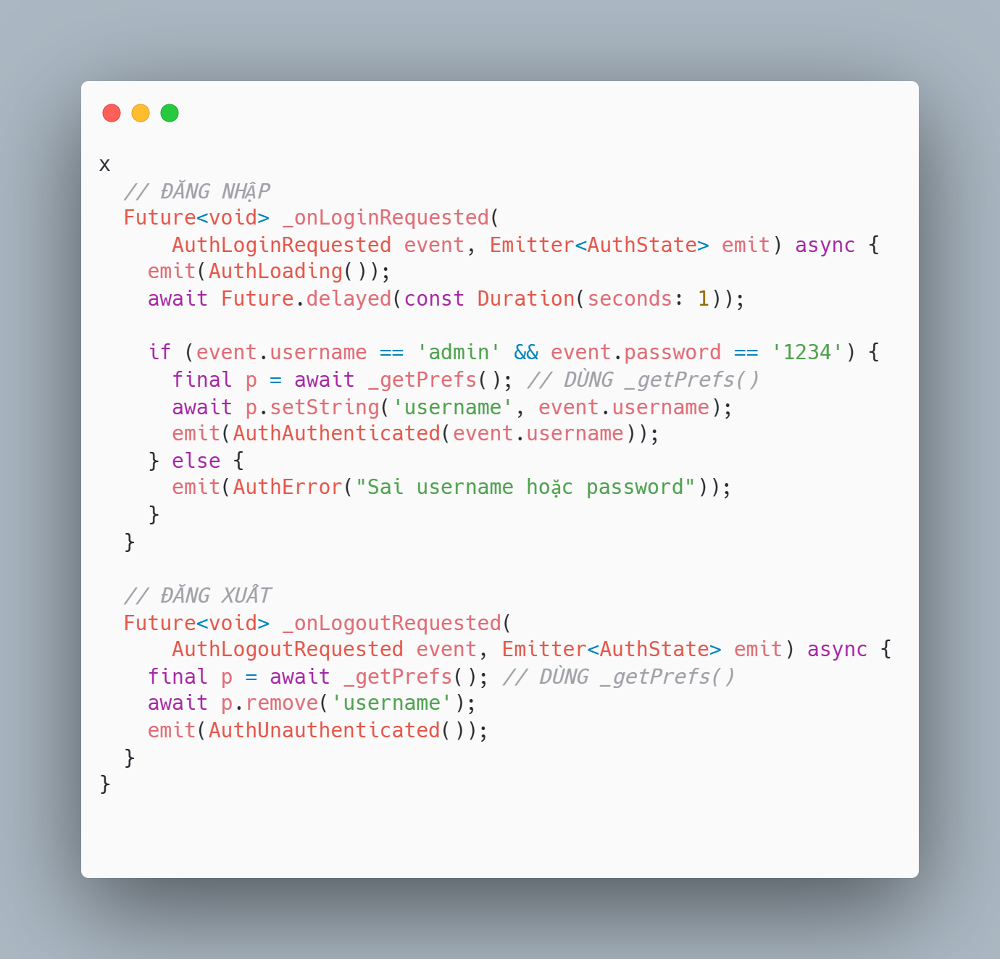 x
// ĐĂNG NHẬP
Future<void> _onLoginRequested(
AuthLoginRequested event, Emitter<AuthState> emit) async {
emit(AuthLoading());
await Future.delayed(const Duration(seconds: 1));
if (event.username == 'admin' && event.password == '1234') {
final p = await _getPrefs(); // DÙNG _getPrefs()
await p.setString('username', event.username);
emit(AuthAuthenticated(event.username));
} else {
emit(AuthError("Sai username hoặc password"));
}
}
// ĐĂNG XUẤT
Future<void> _onLogoutRequested(
AuthLogoutRequested event, Emitter<AuthState> emit) async {
final p = await _getPrefs(); // DÙNG _getPrefs()
await p.remove('username');
emit(AuthUnauthenticated());
}
}